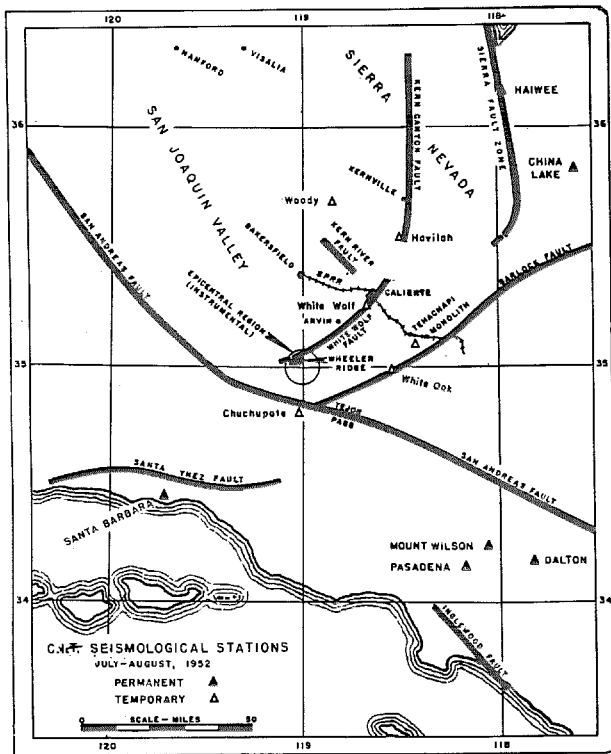 120
119
118
HANFORD
VISALIA
SIERRA
NEVADA
SIERRA FAULT ZONE
HAIWEE
36
36
KERN CANYON FAULT
CHINA
LAKE
SAN JOAQUIN VALLEY
KERNVILLE
Woody
Havilah
SAN ANDREAS FAULT
BAKERSFIELD
KERN RIVER
FAULT
EPICENTRAL REGION
(INSTRUMENTAL)
SPRR
CALIENTE
White Wolf
ARVIN
WHITE WOLF
FAULT
TEHACHAPI
MONOLITH
GARLOCK FAULT
35
35
WHEELER
RIDGE
White Oak
Chuchupate
TEJON
PASS
SAN ANDREAS FAULT
SANTA
YNEZ FAULT
SANTA BARBARA
MOUNT WILSON
PASADENA
DALTON
34
34
INGLEWOOD FAULT
SEISMOLOGICAL STATIONS
JULY-AUGUST, 1952
PERMANENT
TEMPORARY
0 SCALE-MILES 50
120
119
118